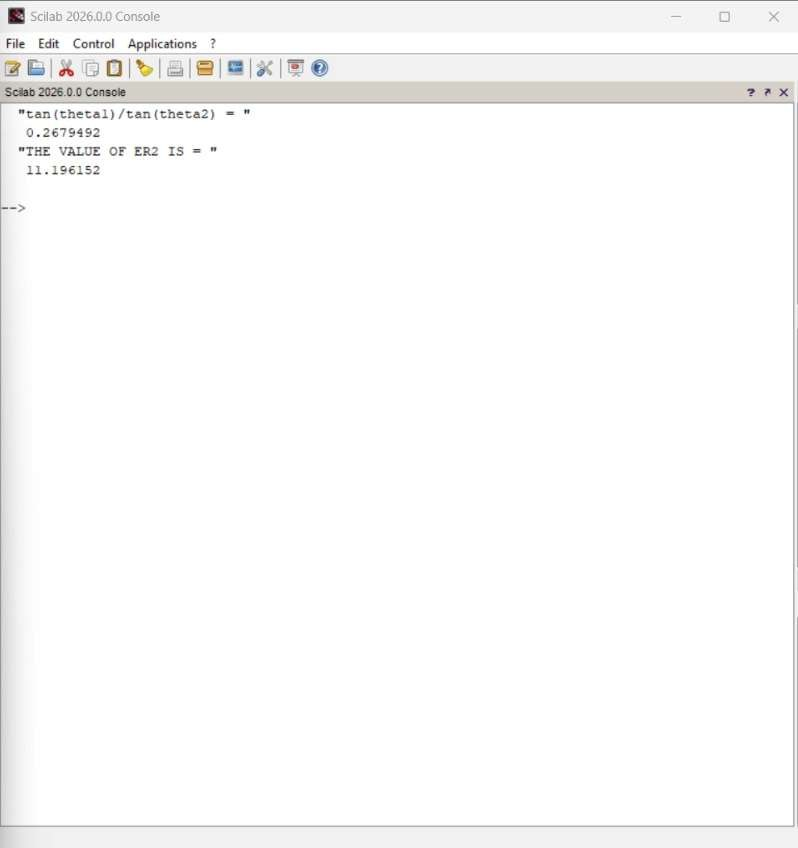 Scilab 2026.0.0 Console
File Edit Control Applications ?
Scilab 2026.0.0 Console
"tan(theta1)/tan(theta2) = "
0.2679492
"THE VALUE OF ER2 IS = "
11.196152
-->